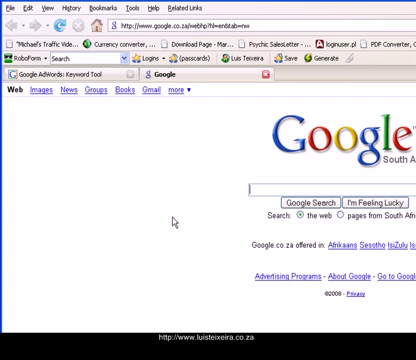 File Edit View History Bookmarks Tools Help Related Links
http://www.google.co.za/webhp?hl=en&tab=nw
"Michael's Traffic Vide... Currency converter, ... Download Page - Mar... Psychic SalesLetter - ... loginuser.pl PDF Converter, C
RoboForm Search Logins (passcards) Luis Teixeira Save Generate
Google AdWords: Keyword Tool Google
Web Images News Groups Books Gmail more
Google
South A
Google Search I'm Feeling Lucky
Search: the web pages from South Af
Google.co.za offered in: Afrikaans Sesotho IsiZulu
Advertising Programs - About Google - Go to Googl
©2008 - Privacy
http://www.luisteixeira.co.za